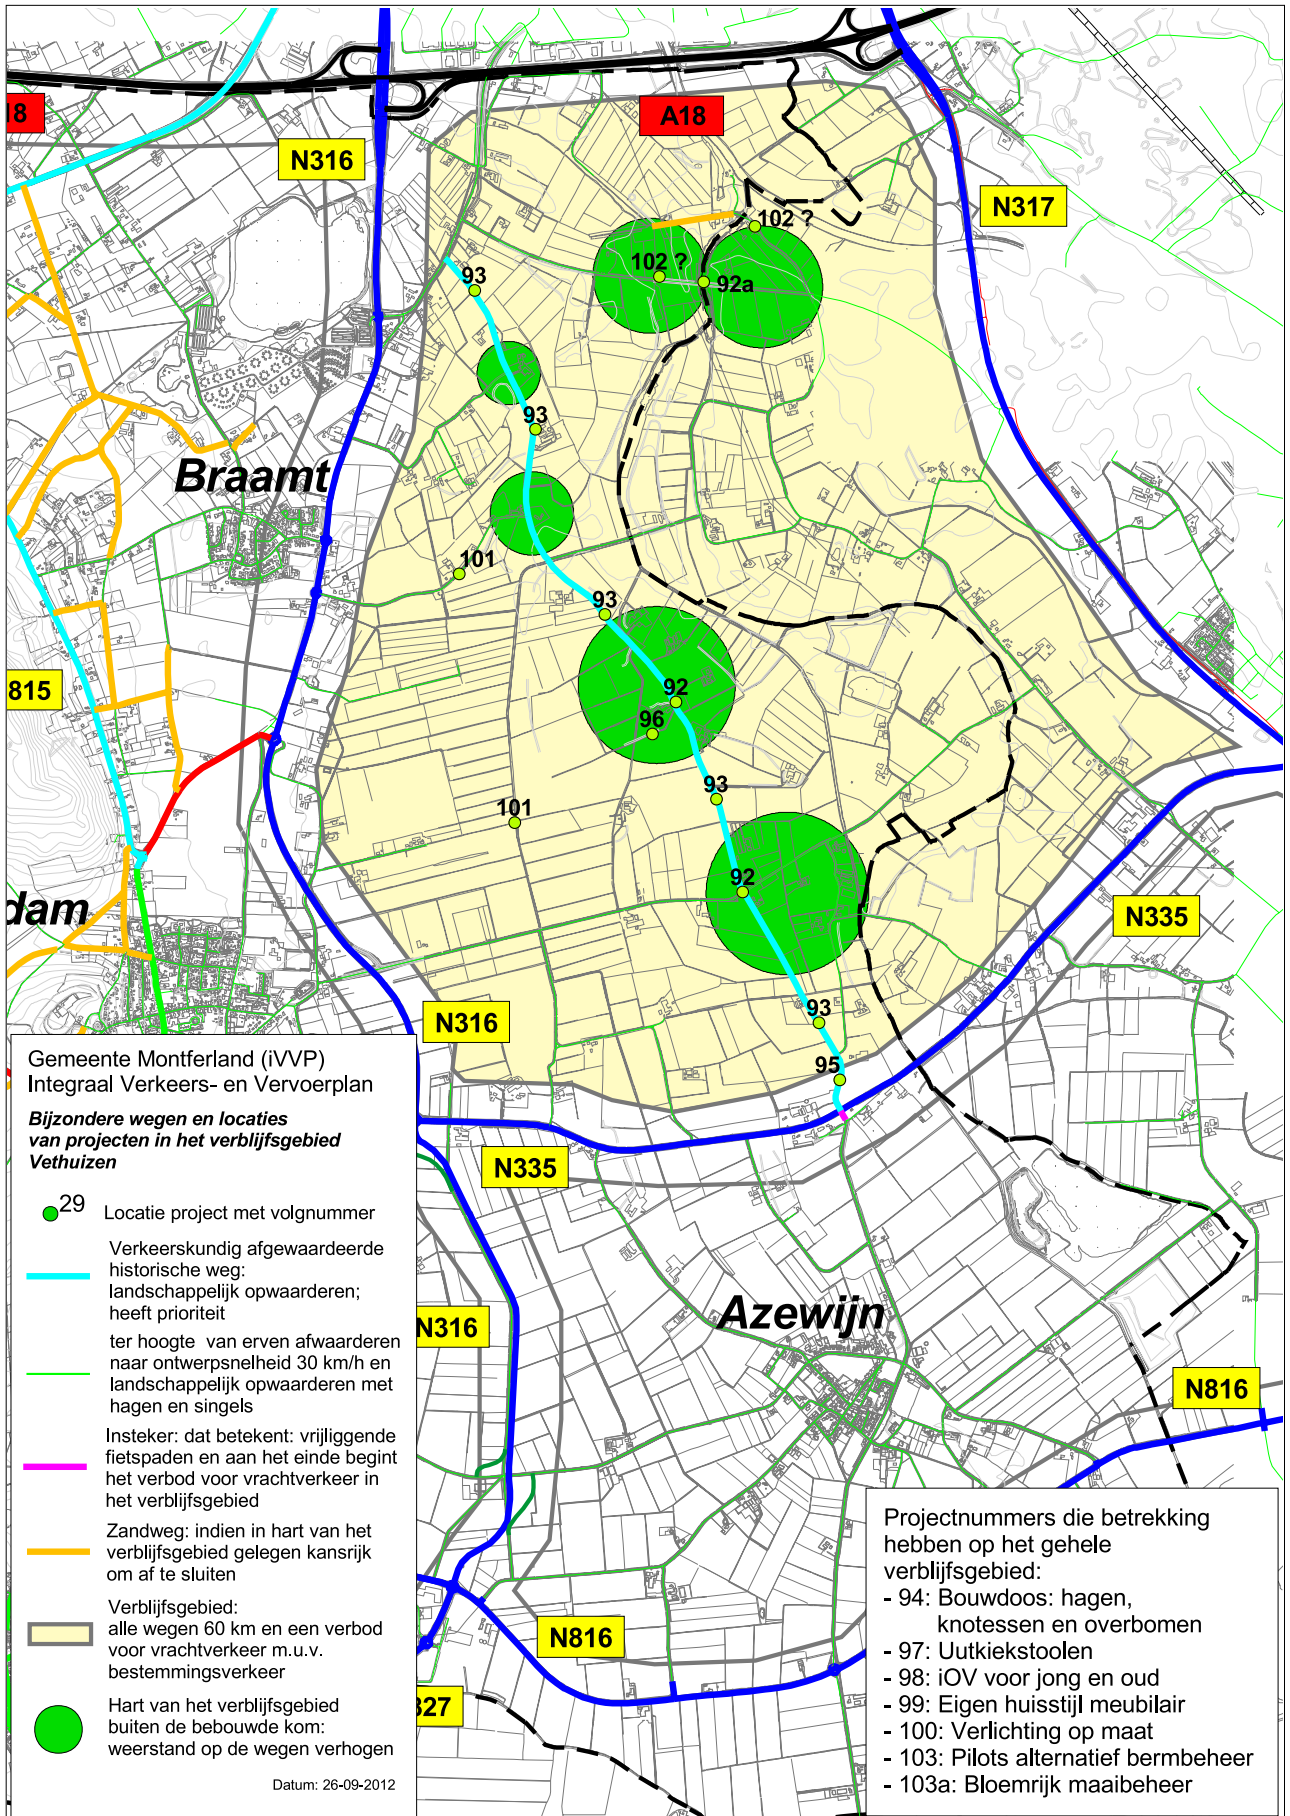 18
A18
N316
N317
102 ?
102 ?
93
92a
93
Braamt
101
93
815
92
96
93
101
92
dam
N335
N316
93
95
Gemeente Montferland (iVVP)
Integraal Verkeers- en Vervoerplan
Bijzondere wegen en locaties
van projecten in het verblijfsgebied
Vethuizen
29
Locatie project met volgnummer
Verkeerskundig afgewaardeerde
historische weg:
landschappelijk opwaarderen;
heeft prioriteit
ter hoogte van erven afwaarderen
naar ontwerpsnelheid 30 km/h en
landschappelijk opwaarderen met
hagen en singels
Insteker: dat betekent: vrijliggende
fietspaden en aan het einde begint
het verbod voor vrachtverkeer in
het verblijfsgebied
Zandweg: indien in hart van het
verblijfsgebied gelegen kansrijk
om af te sluiten
Verblijfsgebied:
alle wegen 60 km en een verbod
voor vrachtverkeer m.u.v.
bestemmingsverkeer
Hart van het verblijfsgebied
buiten de bebouwde kom:
weerstand op de wegen verhogen
Datum: 26-09-2012
N335
N316
Azewijn
N816
N816
327
Projectnummers die betrekking
hebben op het gehele
verblijfsgebied:
- 94: Bouwdoos: hagen,
knotessen en overbomen
- 97: Uutkiekstoolen
- 98: iOV voor jong en oud
- 99: Eigen huisstijl meubilair
- 100: Verlichting op maat
- 103: Pilots alternatief bermbeheer
- 103a: Bloemrijk maaibeheer